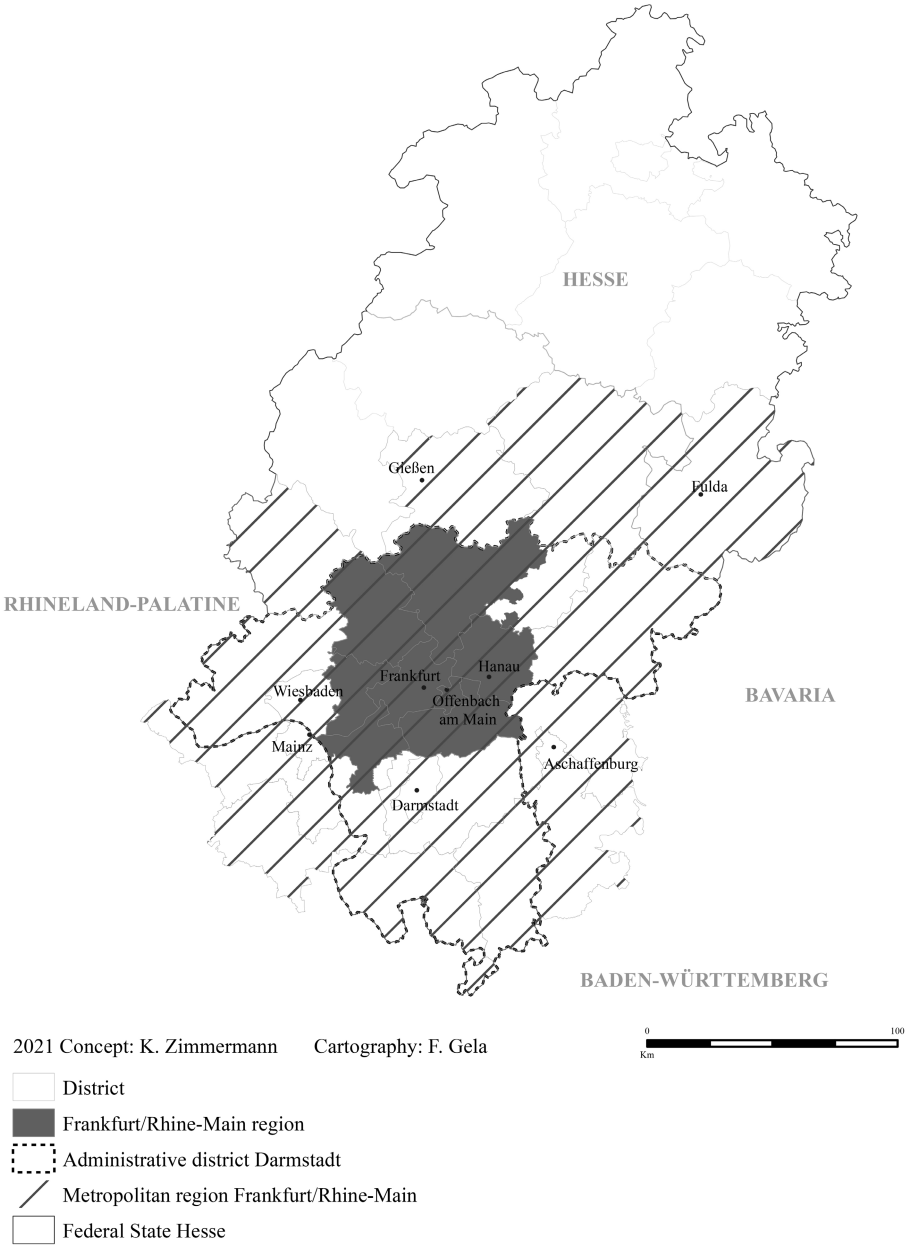 HESSE
Gießen
Fulda
RHINELAND-PALATINE
Hanau
Frankfurt
Wiesbaden
Offenbach
am Main
BAVARIA
Mainz
Aschaffenburg
Darmstadt
BADEN-WÜRTTEMBERG
0 100
Km
2021 Concept: K. Zimmermann Cartography: F. Gela
District
Frankfurt/Rhine-Main region
Administrative district Darmstadt
Metropolitan region Frankfurt/Rhine-Main
Federal State Hesse